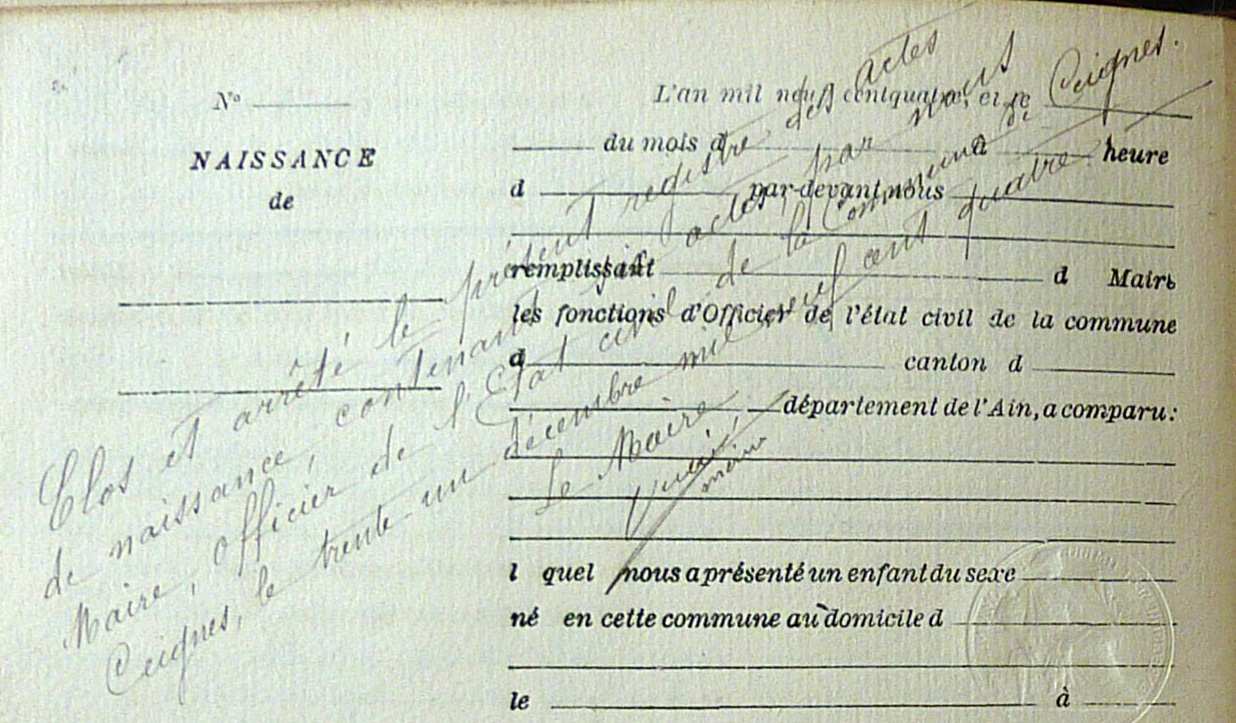 N°
NAISSANCE
de
L'an mil neuf cent quatre, et le
du mois d à heure
d par-devant nous
remplissant d Maire
les fonctions d'Officier de l'état civil de la commune
d canton d
département de l'Ain, a comparu:
l quel nous a présenté un enfant du sexe
né en cette commune au domicile d
le à
Clos et arrêté le présent registre des actes
de naissance, contenant actes, par nous
Maire, officier de l'Etat civil de la Commune de Ceignes.
Ceignes, le trente-un décembre mil neuf cent quatre
Le Maire
maire